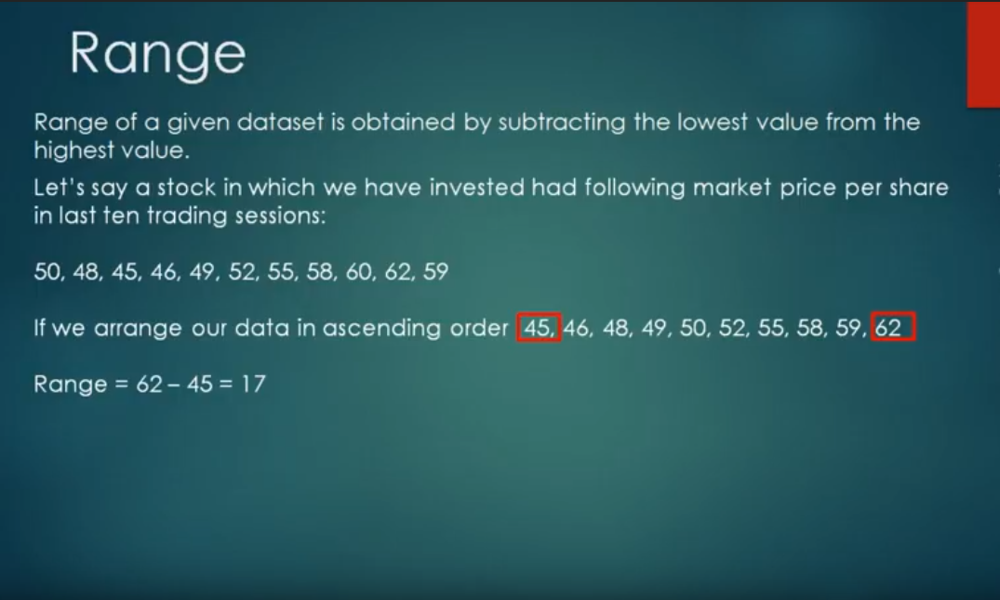 Range
Range of a given dataset is obtained by subtracting the lowest value from the
highest value.
Let's say a stock in which we have invested had following market price per share
in last ten trading sessions:
50, 48, 45, 46, 49, 52, 55, 58, 60, 62, 59
If we arrange our data in ascending order 45, 46, 48, 49, 50, 52, 55, 58, 59, 62
Range = 62 – 45 = 17